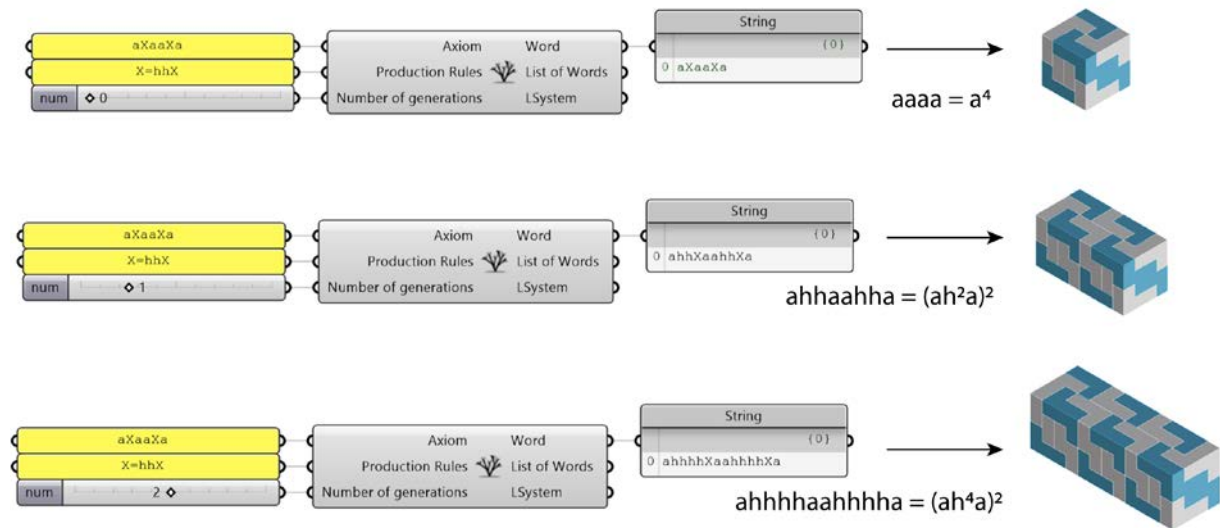 String
aXaaXa Axiom Word {0}
X=hhX Production Rules List of Words 0 aXaaXa
num 0 Number of generations LSystem
aaaa = a⁴
String
aXaaXa Axiom Word {0}
X=hhX Production Rules List of Words 0 ahhXaahhXa
num 1 Number of generations LSystem
ahhaahha = (ah²a)²
String
aXaaXa Axiom Word {0}
X=hhX Production Rules List of Words 0 ahhhhXaahhhhXa
num 2 Number of generations LSystem
ahhhhaahhhha = (ah⁴a)²